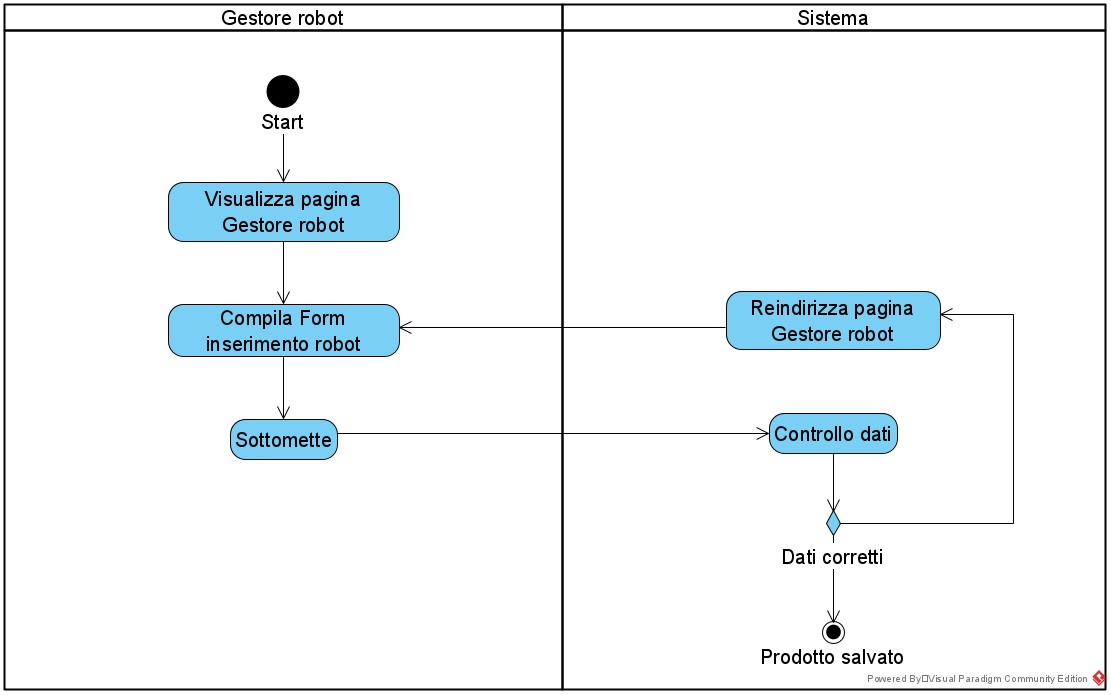 Gestore robot
Sistema
Start
Visualizza pagina
Gestore robot
Compila Form
inserimento robot
Reindirizza pagina
Gestore robot
Sottomette
Controllo dati
Dati corretti
Prodotto salvato
Powered By Visual Paradigm Community Edition